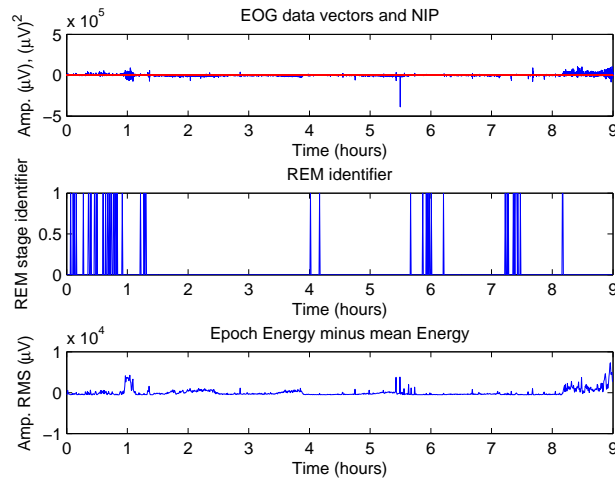 EOG data vectors and NIP
x 10^5
Amp. (μV), (μV)^2
5
0
−5
0 1 2 3 4 5 6 7 8 9
Time (hours)
REM identifier
REM stage identifier
1
0.5
0
0 1 2 3 4 5 6 7 8 9
Time (hours)
Epoch Energy minus mean Energy
x 10^4
Amp. RMS (μV)
1
0
−1
0 1 2 3 4 5 6 7 8 9
Time (hours)